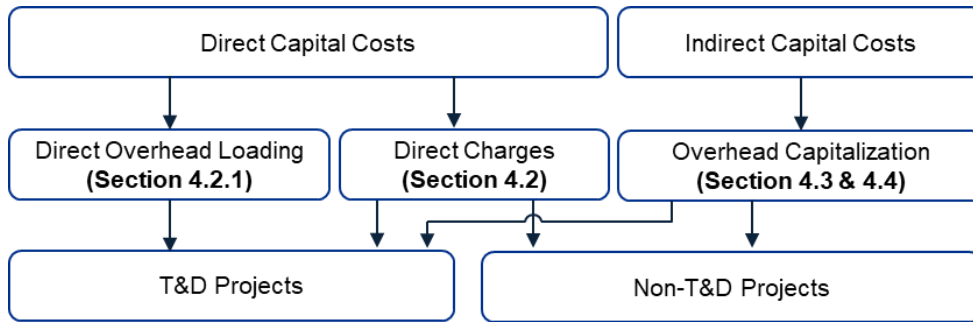 Direct Capital Costs
Indirect Capital Costs
Direct Overhead Loading
(Section 4.2.1)
Direct Charges
(Section 4.2)
Overhead Capitalization
(Section 4.3 & 4.4)
T&D Projects
Non-T&D Projects